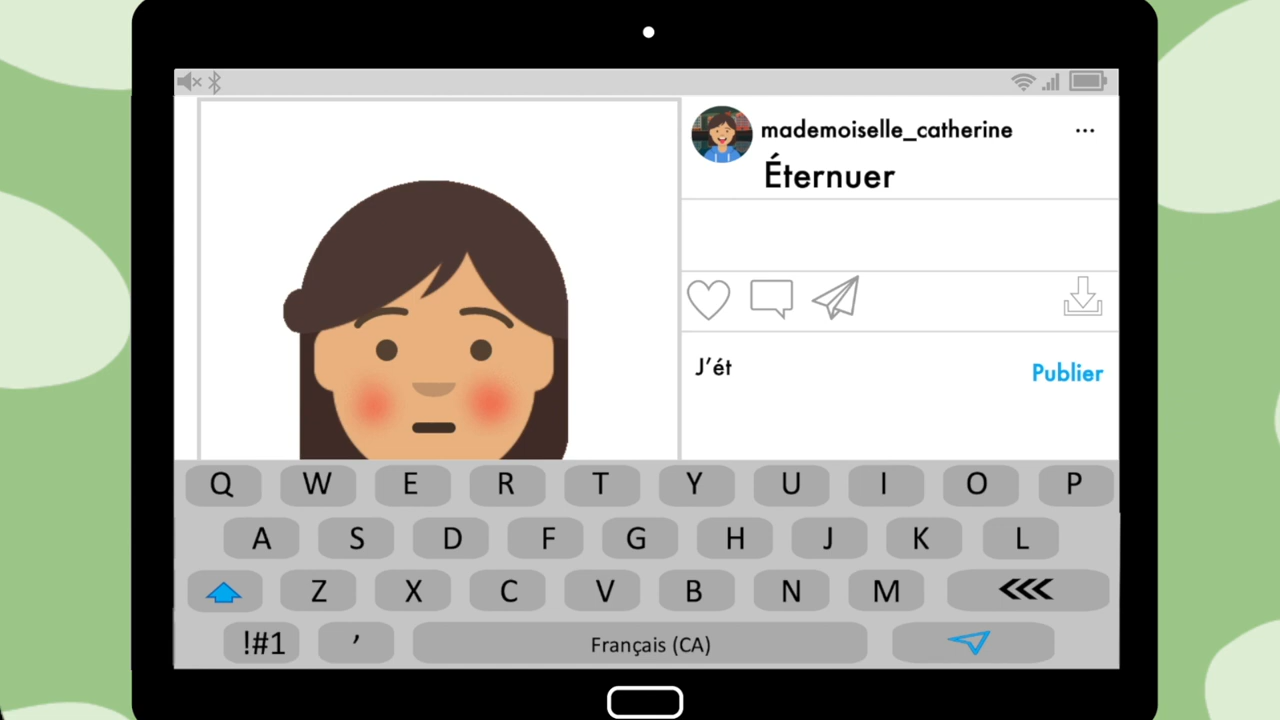 mademoiselle_catherine
Éternuer
J’ét
Publier
Q W E R T Y U I O P
A S D F G H J K L
Z X C V B N M
!#1 ’ Français (CA)